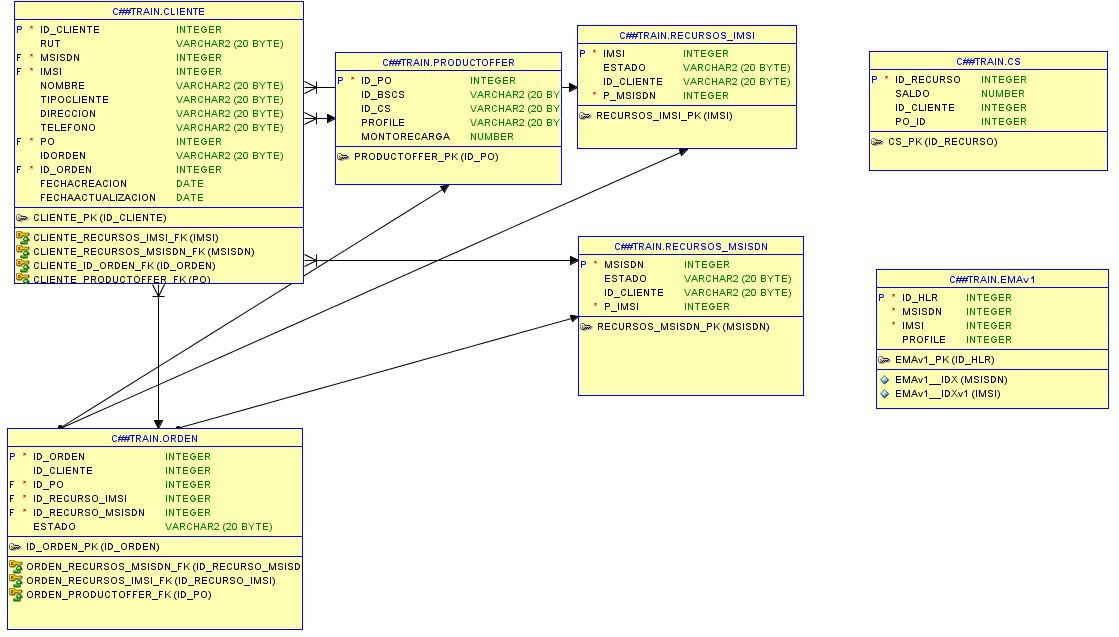 C##TRAIN.CLIENTE
P * ID_CLIENTE INTEGER
RUT VARCHAR2 (20 BYTE)
F * MSISDN INTEGER
F * IMSI INTEGER
NOMBRE VARCHAR2 (20 BYTE)
TIPOCLIENTE VARCHAR2 (20 BYTE)
DIRECCION VARCHAR2 (20 BYTE)
TELEFONO VARCHAR2 (20 BYTE)
F * PO INTEGER
IDORDEN VARCHAR2 (20 BYTE)
F * ID_ORDEN INTEGER
FECHACREACION DATE
FECHAACTUALIZACION DATE
CLIENTE_PK (ID_CLIENTE)
CLIENTE_RECURSOS_IMSI_FK (IMSI)
CLIENTE_RECURSOS_MSISDN_FK (MSISDN)
CLIENTE_ID_ORDEN_FK (ID_ORDEN)
CLIENTE_PRODUCTOFFER_FK (PO)
C##TRAIN.PRODUCTOFFER
P * ID_PO INTEGER
ID_BSCS VARCHAR2 (20 BY
ID_CS VARCHAR2 (20 BY
PROFILE VARCHAR2 (20 BY
MONTORECARGA NUMBER
PRODUCTOFFER_PK (ID_PO)
C##TRAIN.RECURSOS_IMSI
P * IMSI INTEGER
ESTADO VARCHAR2 (20 BYTE)
ID_CLIENTE VARCHAR2 (20 BYTE)
* P_MSISDN INTEGER
RECURSOS_IMSI_PK (IMSI)
C##TRAIN.CS
P * ID_RECURSO INTEGER
SALDO NUMBER
ID_CLIENTE INTEGER
PO_ID INTEGER
CS_PK (ID_RECURSO)
C##TRAIN.RECURSOS_MSISDN
P * MSISDN INTEGER
ESTADO VARCHAR2 (20 BYTE)
ID_CLIENTE VARCHAR2 (20 BYTE)
* P_IMSI INTEGER
RECURSOS_MSISDN_PK (MSISDN)
C##TRAIN.EMAv1
P * ID_HLR INTEGER
* MSISDN INTEGER
* IMSI INTEGER
PROFILE INTEGER
EMAv1_PK (ID_HLR)
EMAv1__IDX (MSISDN)
EMAv1__IDXv1 (IMSI)
C##TRAIN.ORDEN
P * ID_ORDEN INTEGER
ID_CLIENTE INTEGER
F * ID_PO INTEGER
F * ID_RECURSO_IMSI INTEGER
F * ID_RECURSO_MSISDN INTEGER
ESTADO VARCHAR2 (20 BYTE)
ID_ORDEN_PK (ID_ORDEN)
ORDEN_RECURSOS_MSISDN_FK (ID_RECURSO_MSISD
ORDEN_RECURSOS_IMSI_FK (ID_RECURSO_IMSI)
ORDEN_PRODUCTOFFER_FK (ID_PO)